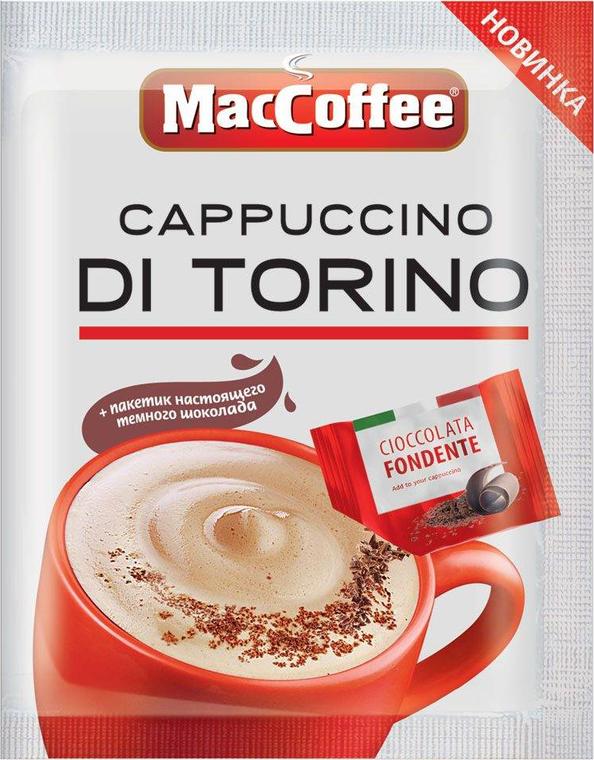 НОВИНКА
MacCoffee®
CAPPUCCINO
DI TORINO
+ пакетик настоящего
темного шоколада
CIOCCOLATA
FONDENTE
Add to your cappuccino